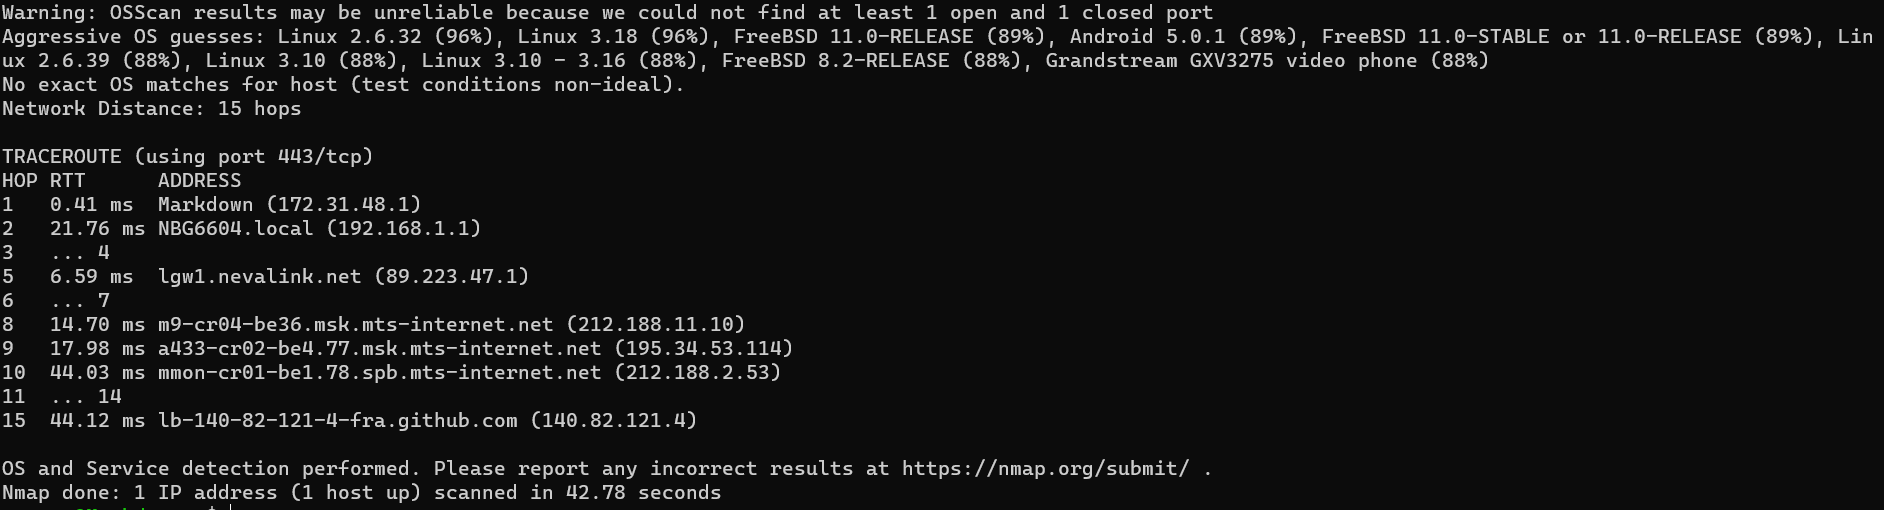 Warning: OSScan results may be unreliable because we could not find at least 1 open and 1 closed port
Aggressive OS guesses: Linux 2.6.32 (96%), Linux 3.18 (96%), FreeBSD 11.0-RELEASE (89%), Android 5.0.1 (89%), FreeBSD 11.0-STABLE or 11.0-RELEASE (89%), Lin
ux 2.6.39 (88%), Linux 3.10 (88%), Linux 3.10 - 3.16 (88%), FreeBSD 8.2-RELEASE (88%), Grandstream GXV3275 video phone (88%)
No exact OS matches for host (test conditions non-ideal).
Network Distance: 15 hops
TRACEROUTE (using port 443/tcp)
HOP RTT      ADDRESS
1   0.41 ms  Markdown (172.31.48.1)
2   21.76 ms NBG6604.local (192.168.1.1)
3   ... 4
5   6.59 ms  lgw1.nevalink.net (89.223.47.1)
6   ... 7
8   14.70 ms m9-cr04-be36.msk.mts-internet.net (212.188.11.10)
9   17.98 ms a433-cr02-be4.77.msk.mts-internet.net (195.34.53.114)
10  44.03 ms mmon-cr01-be1.78.spb.mts-internet.net (212.188.2.53)
11  ... 14
15  44.12 ms lb-140-82-121-4-fra.github.com (140.82.121.4)
OS and Service detection performed. Please report any incorrect results at https://nmap.org/submit/ .
Nmap done: 1 IP address (1 host up) scanned in 42.78 seconds